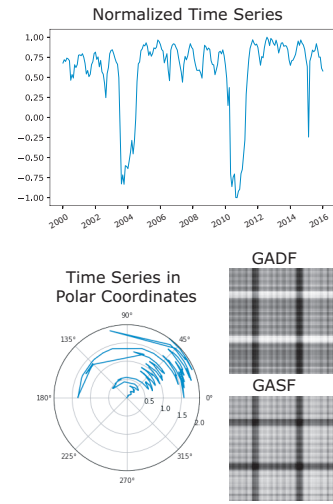 Normalized Time Series
1.00
0.75
0.50
0.25
0.00
−0.25
−0.50
−0.75
−1.00
2000 2002 2004 2006 2008 2010 2012 2014 2016
Time Series in
Polar Coordinates
90°
135° 45°
180° 0°
0.5 1.0 1.5 2.0
225° 315°
270°
GADF
GASF